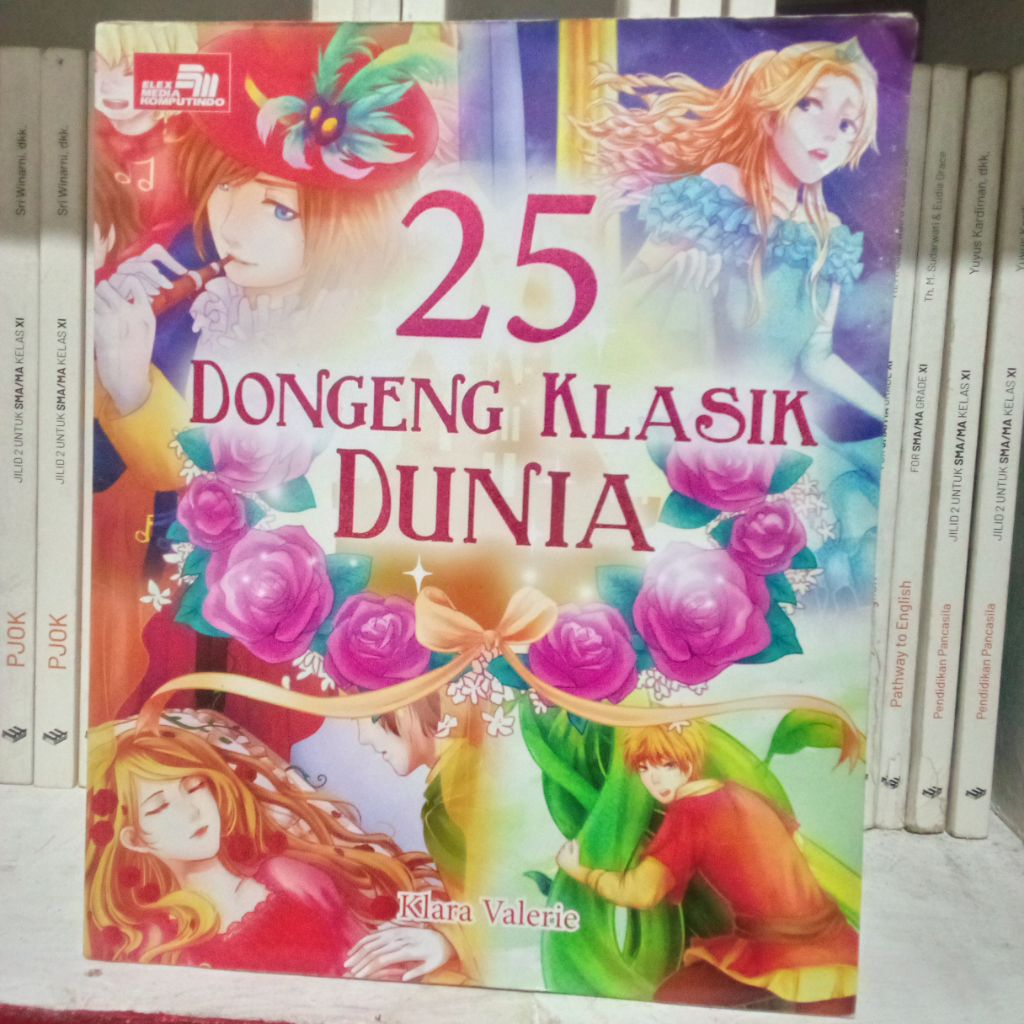 ELEX
MEDIA
KOMPUTINDO
25
DONGENG KLASIK
DUNIA
Klara Valerie
Sri Winarni, dkk.
JILID 2 UNTUK SMA/MA KELAS XI
PJOK
Sri Winarni, dkk.
JILID 2 UNTUK SMA/MA KELAS XI
PJOK
Th. M. Sudarwati & Eudia Grace
FOR SMA/MA GRADE XI
Pathway to English
Yuyus Kardiman, dkk.
JILID 2 UNTUK SMA/MA KELAS XI
Pendidikan Pancasila
JILID 2 UNTUK SMA/MA KELAS XI
Pendidikan Pancasila